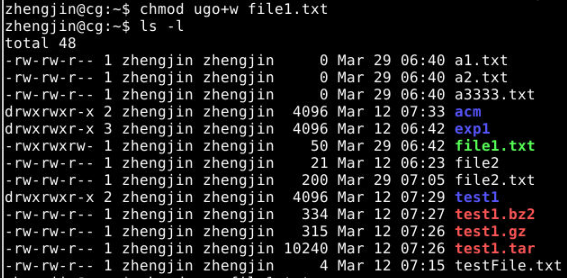 zhengjin@cg:~$ chmod ugo+w file1.txt
zhengjin@cg:~$ ls -l
total 48
-rw-rw-r-- 1 zhengjin zhengjin     0 Mar 29 06:40 a1.txt
-rw-rw-r-- 1 zhengjin zhengjin     0 Mar 29 06:40 a2.txt
-rw-rw-r-- 1 zhengjin zhengjin     0 Mar 29 06:40 a3333.txt
drwxrwxr-x 2 zhengjin zhengjin  4096 Mar 12 07:33 acm
drwxrwxr-x 3 zhengjin zhengjin  4096 Mar 12 06:42 exp1
-rwxrwxrw- 1 zhengjin zhengjin    50 Mar 29 06:42 file1.txt
-rw-rw-r-- 1 zhengjin zhengjin    21 Mar 12 06:23 file2
-rw-rw-r-- 1 zhengjin zhengjin   200 Mar 29 07:05 file2.txt
drwxrwxr-x 2 zhengjin zhengjin  4096 Mar 12 07:29 test1
-rw-rw-r-- 1 zhengjin zhengjin   334 Mar 12 07:27 test1.bz2
-rw-rw-r-- 1 zhengjin zhengjin   315 Mar 12 07:26 test1.gz
-rw-rw-r-- 1 zhengjin zhengjin 10240 Mar 12 07:26 test1.tar
-rw-rw-r-- 1 zhengjin zhengjin     4 Mar 12 07:15 testFile.txt